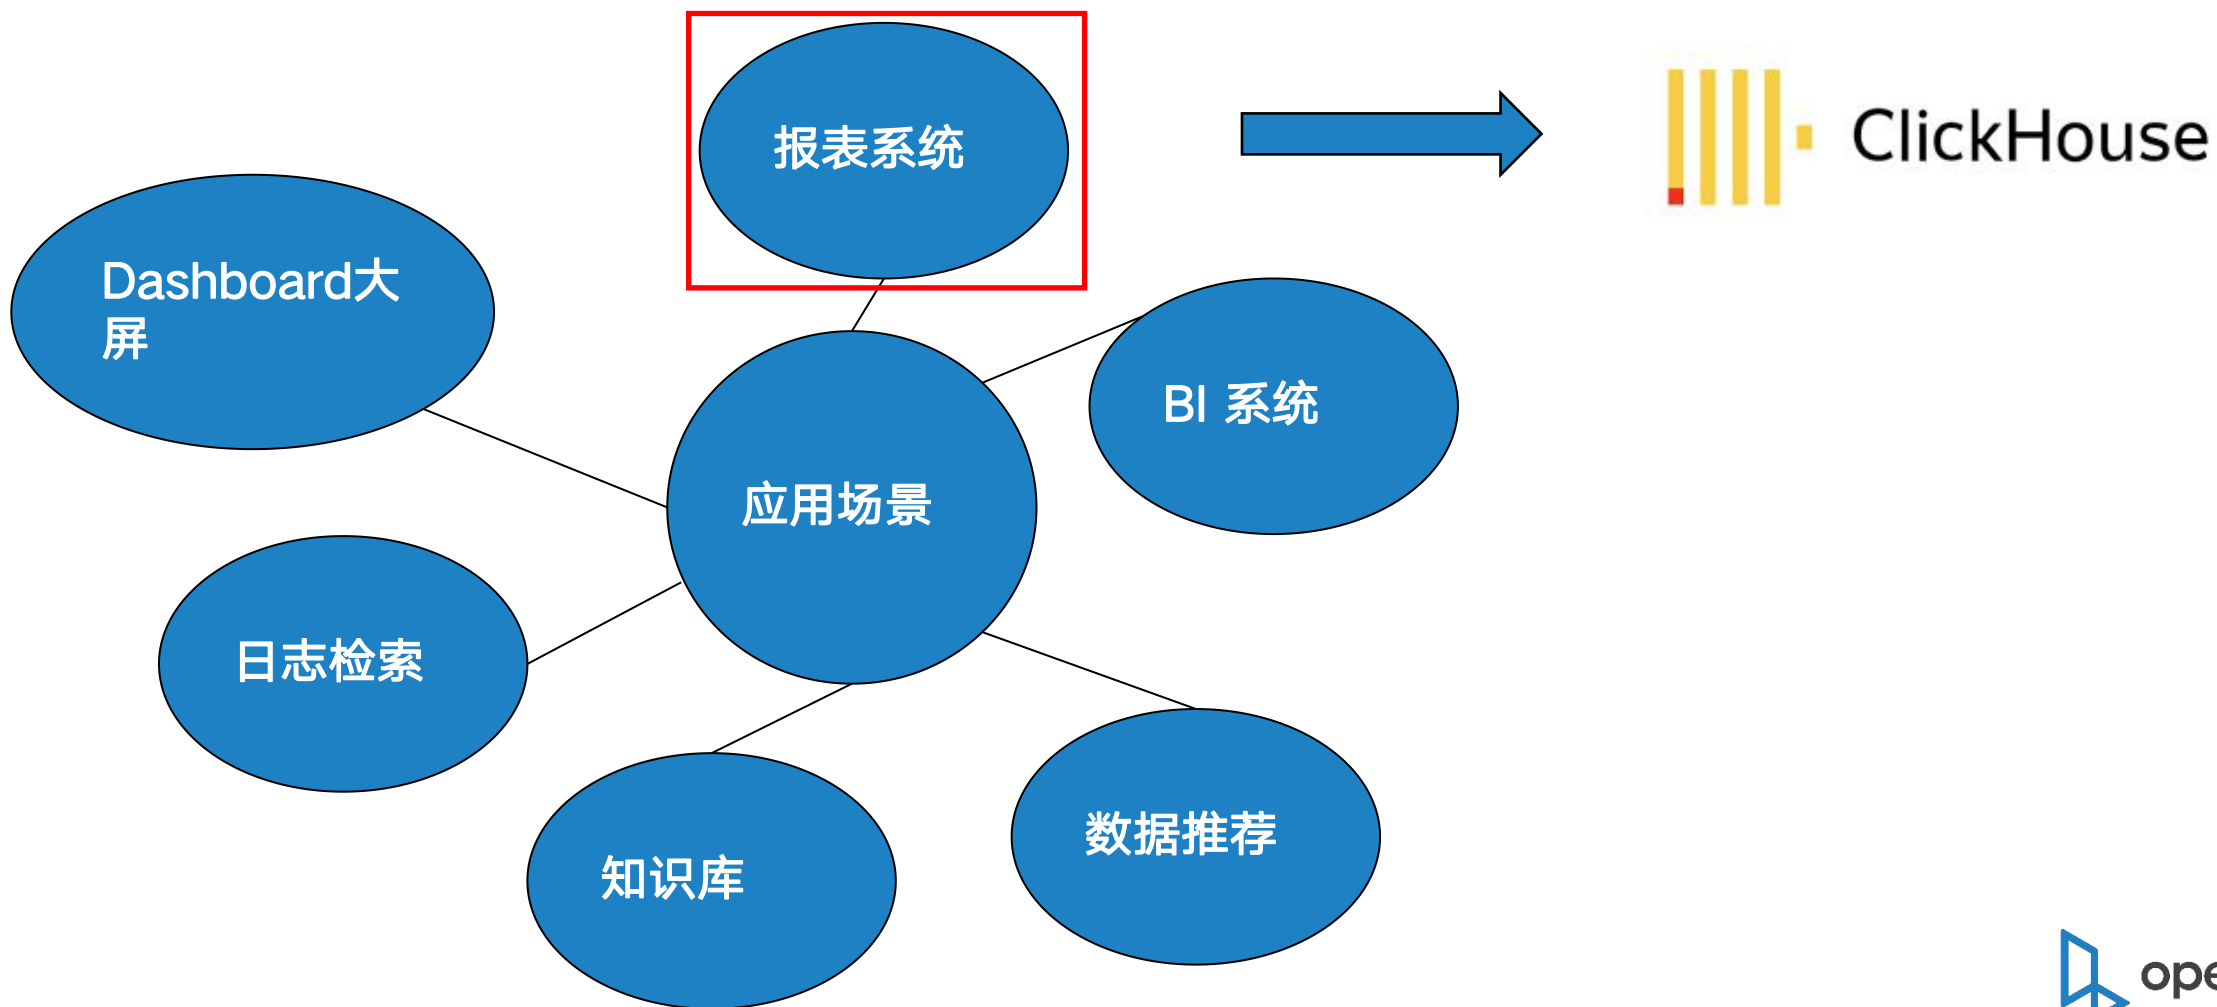 报表系统
ClickHouse
Dashboard大
屏
BI 系统
应用场景
日志检索
数据推荐
知识库